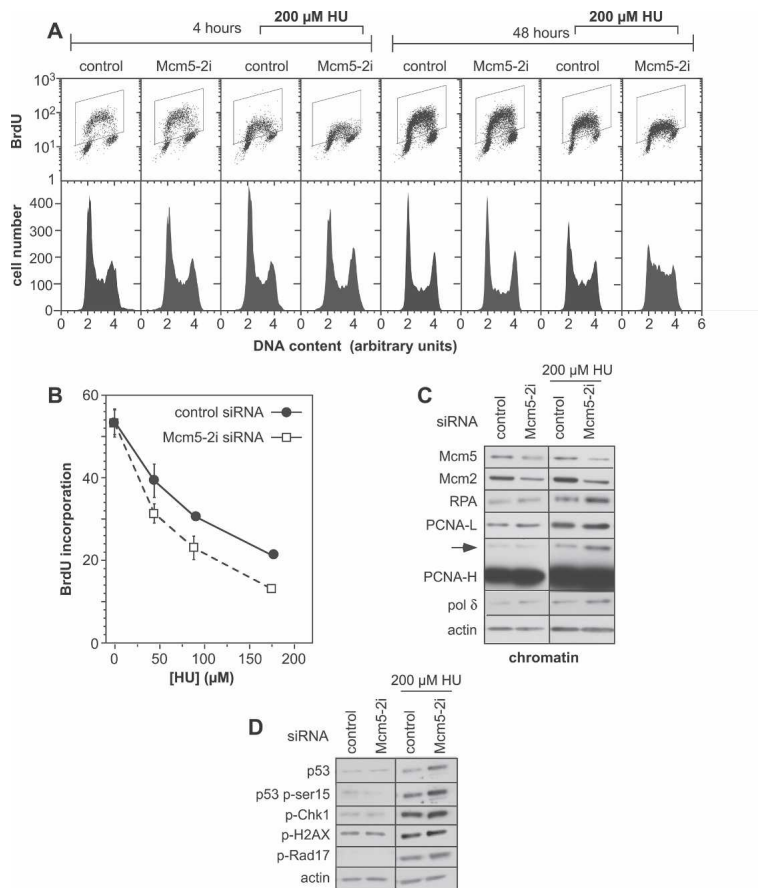 A
200 µM HU
200 µM HU
4 hours
48 hours
control Mcm5-2i control Mcm5-2i control Mcm5-2i control Mcm5-2i
BrdU
10³
10²
10¹
1
cell number
400
300
200
100
0
0 2 4 0 2 4 0 2 4 0 2 4 0 2 4 0 2 4 0 2 4 0 2 4 6
DNA content (arbitrary units)
B
BrdU incorporation
60
40
20
0
control siRNA
Mcm5-2i siRNA
0 50 100 150 200
[HU] (µM)
C
200 µM HU
siRNA
control Mcm5-2i control Mcm5-2i
Mcm5
Mcm2
RPA
PCNA-L
PCNA-H
pol δ
actin
chromatin
D
200 µM HU
siRNA
control Mcm5-2i control Mcm5-2i
p53
p53 p-ser15
p-Chk1
p-H2AX
p-Rad17
actin